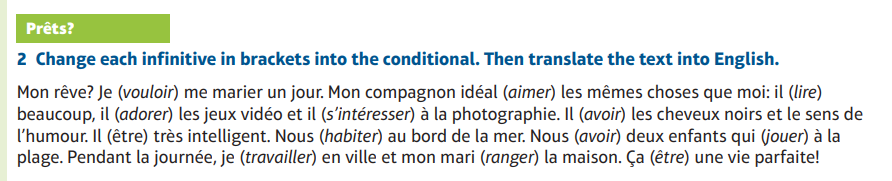 Prêts?
2 Change each infinitive in brackets into the conditional. Then translate the text into English.
Mon rêve? Je (vouloir) me marier un jour. Mon compagnon idéal (aimer) les mêmes choses que moi: il (lire)
beaucoup, il (adorer) les jeux vidéo et il (s'intéresser) à la photographie. Il (avoir) les cheveux noirs et le sens de
l'humour. Il (être) très intelligent. Nous (habiter) au bord de la mer. Nous (avoir) deux enfants qui (jouer) à la
plage. Pendant la journée, je (travailler) en ville et mon mari (ranger) la maison. Ça (être) une vie parfaite!